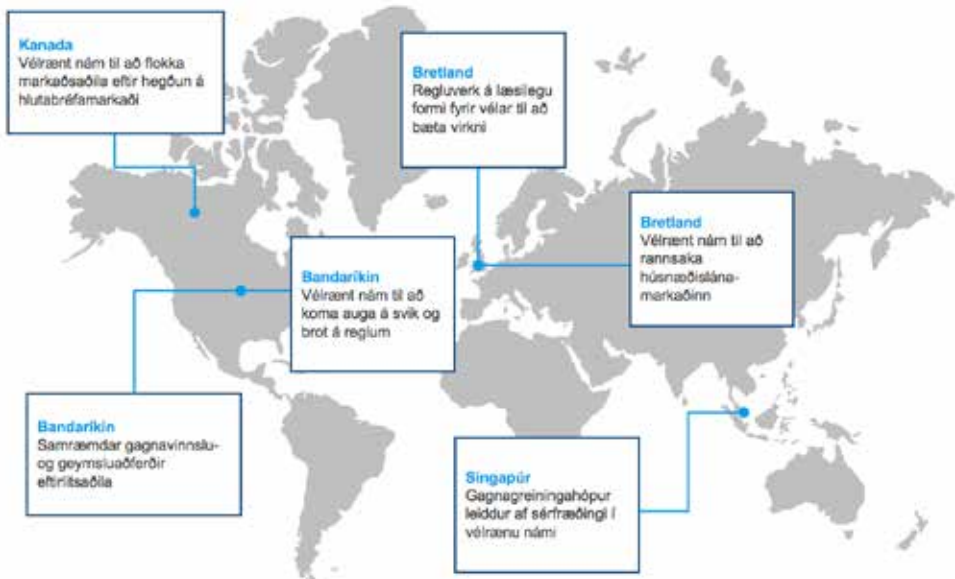 Kanada
Vélrænt nám til að flokka
markaðsaðila eftir hegðun á
hlutabréfamarkaði
Bretland
Regluverk á læsilegu
formi fyrir vélar til að
bæta virkni
Bretland
Vélrænt nám til að
rannsaka
húsnæðislána-
markaðinn
Bandaríkin
Vélrænt nám til að
koma auga á svik og
brot á reglum
Bandaríkin
Samræmdar gagnavinnslu-
og geymsluaðferðir
eftirlitsaðila
Singapúr
Gagnagreiningahópur
leiddur af sérfræðingi í
vélrænu námi